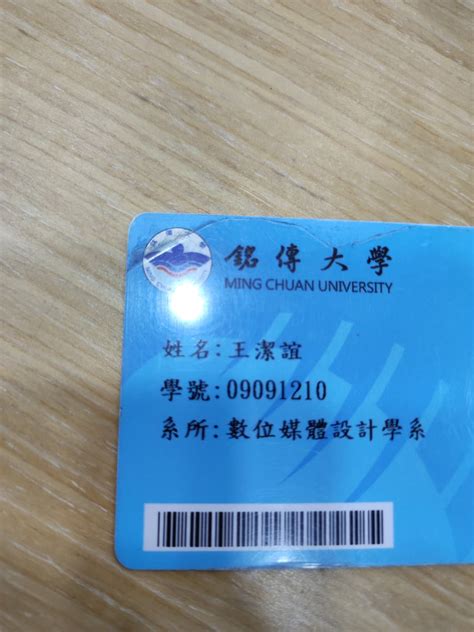 銘傳大學
MING CHUAN UNIVERSITY
姓名:王潔誼
學號:09091210
系所:數位媒體設計學系